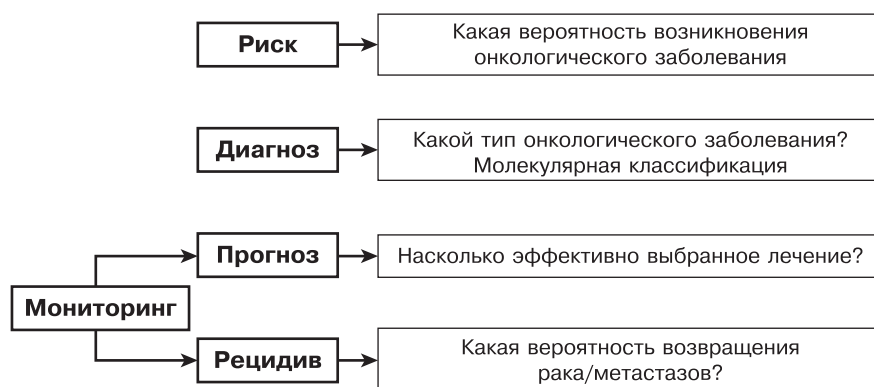 Риск
Какая вероятность возникновения
онкологического заболевания
Диагноз
Какой тип онкологического заболевания?
Молекулярная классификация
Прогноз
Насколько эффективно выбранное лечение?
Мониторинг
Рецидив
Какая вероятность возвращения
рака/метастазов?